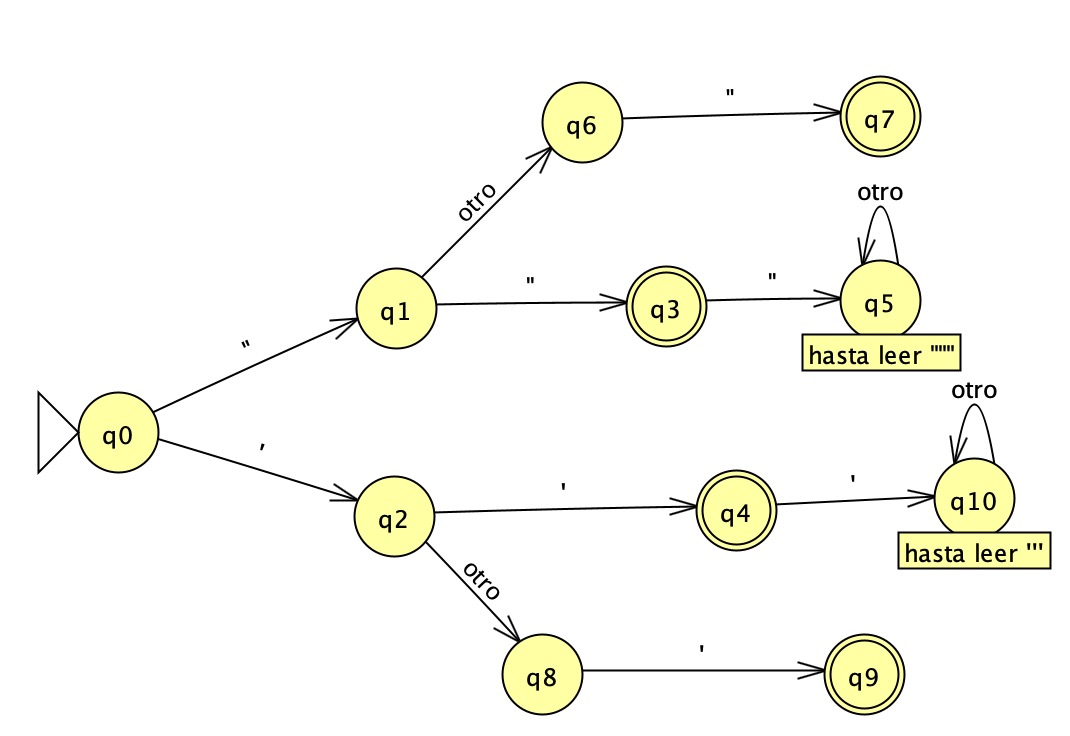 "
q6
q7
otro
otro
"
"
q1
q3
q5
"
hasta leer """
otro
q0
'
'
'
q2
q4
q10
otro
hasta leer '''
'
q8
q9